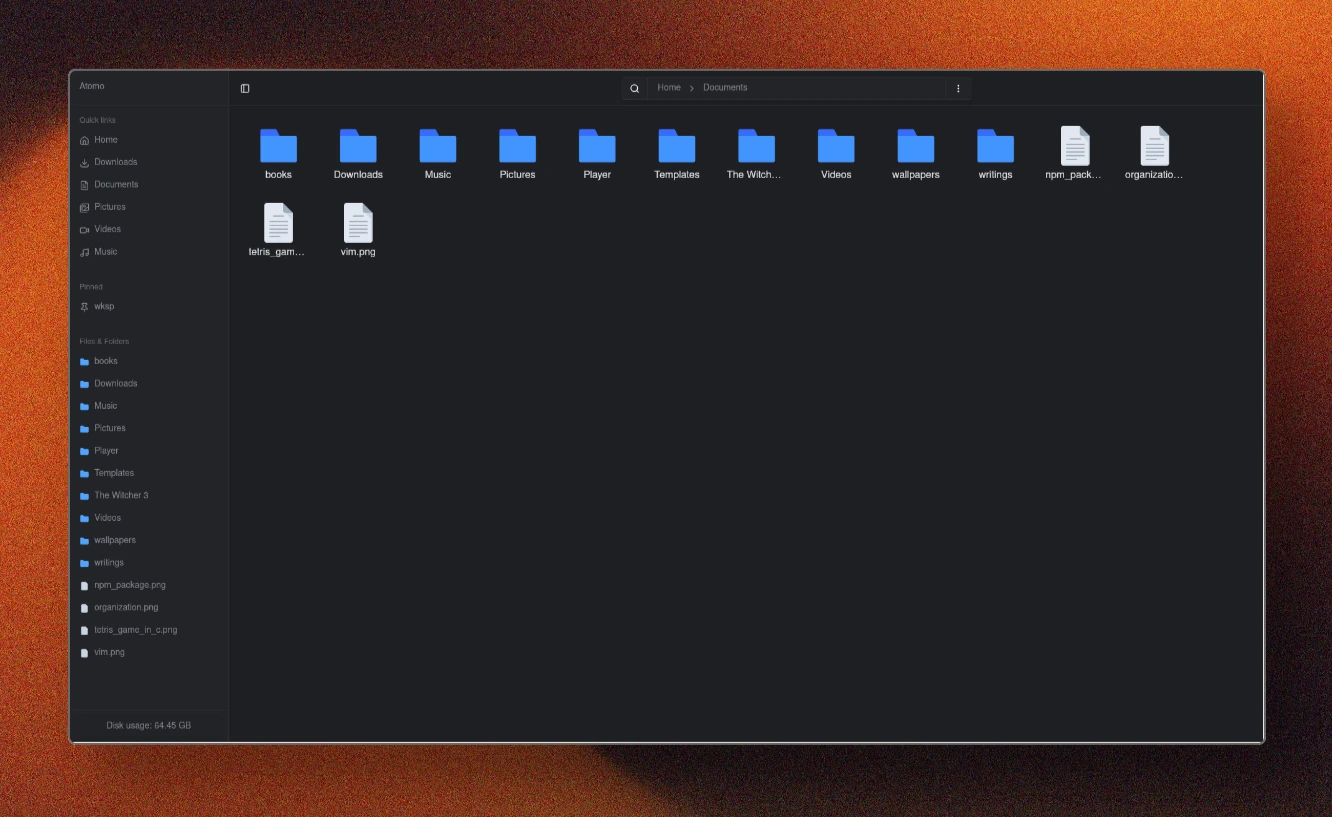 Atomo
Home
Documents
Quick links
Home
Downloads
Documents
Pictures
Videos
Music
Pinned
wksp
Files & Folders
books
Downloads
Music
Pictures
Player
Templates
The Witcher 3
Videos
wallpapers
writings
npm_package.png
organization.png
tetris_game_in_c.png
vim.png
Disk usage: 64.45 GB
books Downloads Music Pictures Player Templates The Witch... Videos wallpapers writings npm_pack... organizatio...
tetris_gam... vim.png